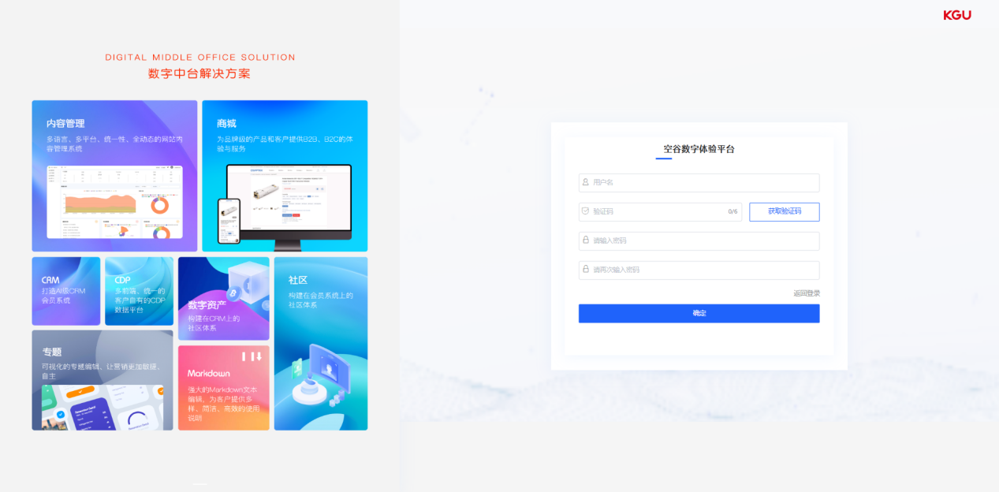 KGU
DIGITAL MIDDLE OFFICE SOLUTION
数字中台解决方案
内容管理
多语言、多平台、统一性、全动态的网站内
容管理系统
商城
为品牌级的产品和客户提供B2B、B2C的体
验与服务
CRM
打造AI级CRM
会员系统
CDP
多前端、统一的
客户自有的CDP
数据平台
数字资产
构建在CRM上的
社区体系
社区
构建在会员系统上的
社区体系
专题
可视化的专题编辑、让营销更加敏捷、
自主
Markdown
强大的Markdown文本
编辑，为客户提供多
样、简洁、高效的使用
说明
空谷数字体验平台
用户名
验证码
0/6
获取验证码
请输入密码
请再次输入密码
返回登录
确定